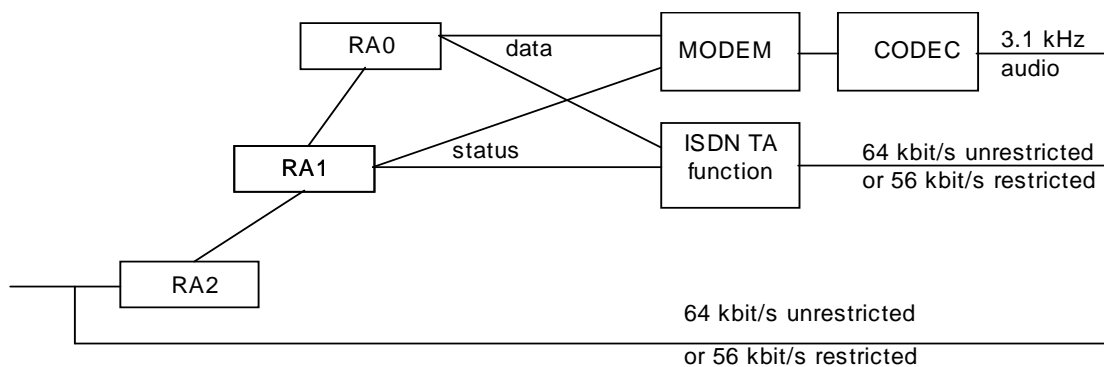 RA0
data
MODEM
CODEC
3.1 kHz
audio
RA1
status
ISDN TA
function
64 kbit/s unrestricted
or 56 kbit/s restricted
RA2
64 kbit/s unrestricted
or 56 kbit/s restricted